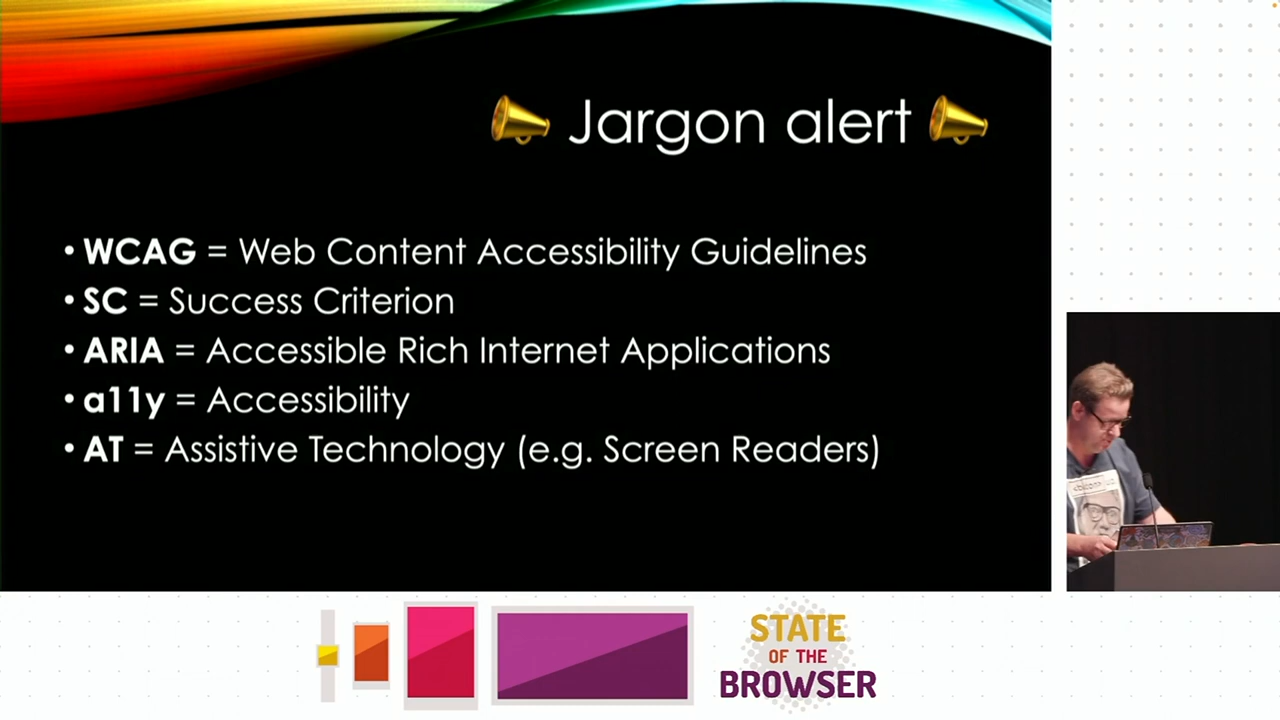 Jargon alert
• WCAG = Web Content Accessibility Guidelines
• SC = Success Criterion
• ARIA = Accessible Rich Internet Applications
• a11y = Accessibility
• AT = Assistive Technology (e.g. Screen Readers)
STATE
OF THE
BROWSER